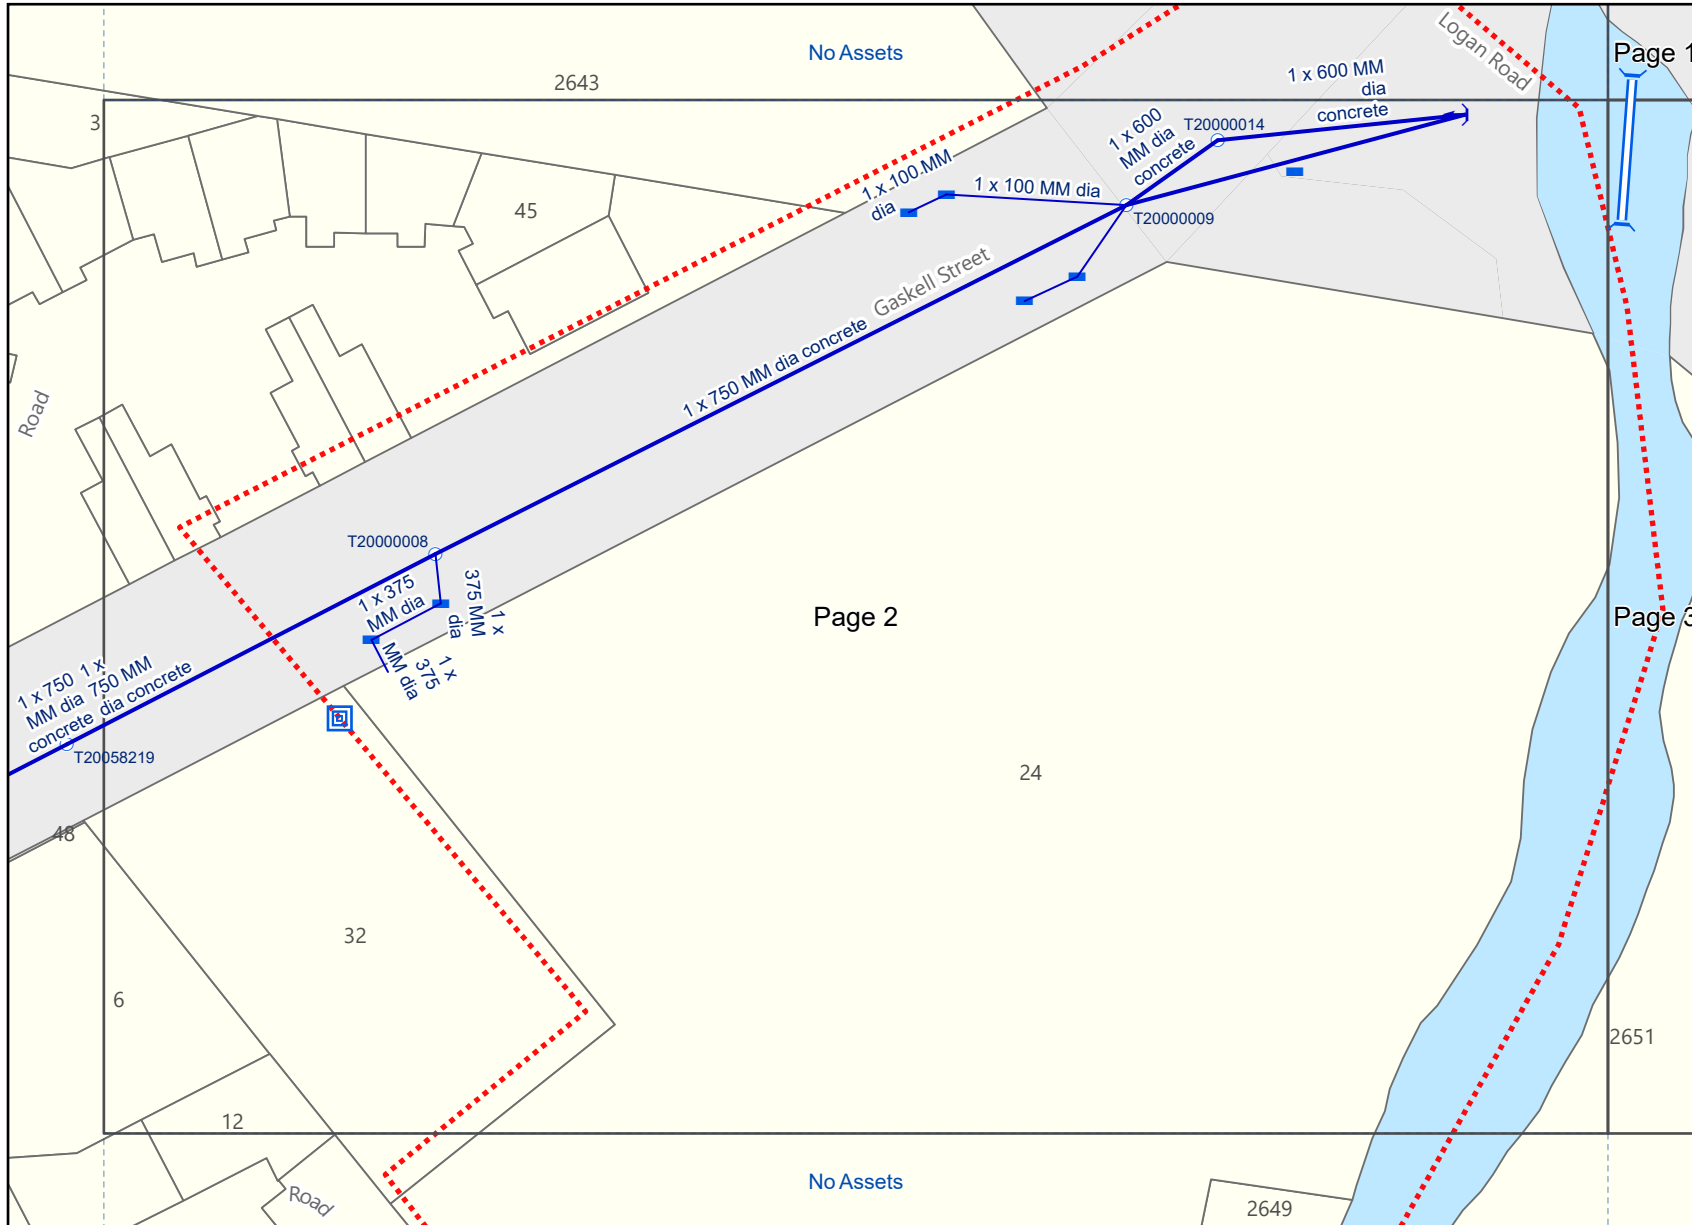 No Assets
Page 1
Logan Road
2643
1 x 600 MM
dia
concrete
3
1 x 600
MM dia
concrete
T20000014
1 x 100 MM
dia
1 x 100 MM dia
45
T20000009
Gaskell Street
1 x 750 MM dia concrete
Road
T20000008
1 x 375
MM dia
1 x
375 MM
dia
Page 2
Page 3
1 x
375
MM dia
1 x 750
MM dia
concrete
1 x
750 MM
dia concrete
T20058219
24
48
32
6
2651
12
No Assets
Road
2649